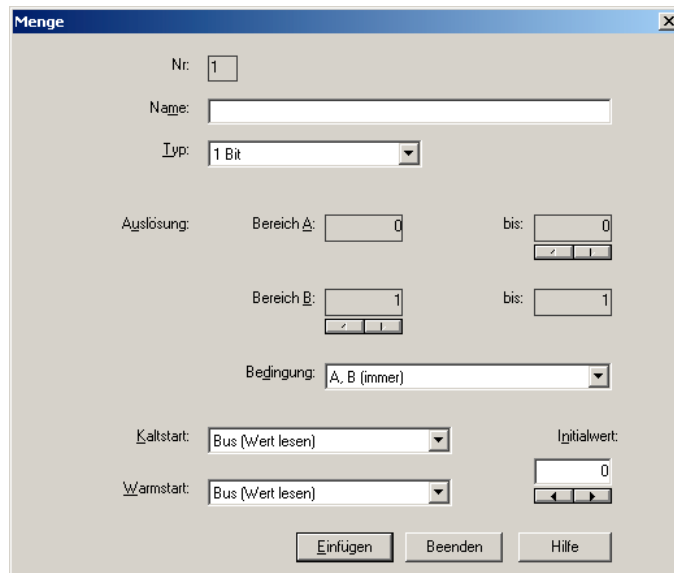 Menge
Nr: 1
Name:
Typ: 1 Bit
Auslösung: Bereich A: 0 bis: 0
Bereich B: 1 bis: 1
Bedingung: A, B (immer)
Kaltstart: Bus (Wert lesen) Initialwert:
0
Warmstart: Bus (Wert lesen)
Einfügen Beenden Hilfe